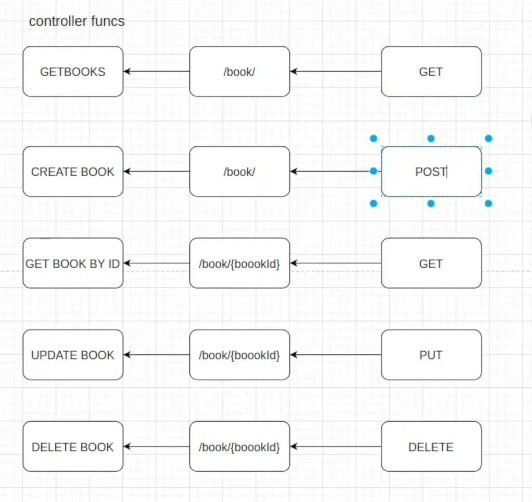 controller funcs
GETBOOKS /book/ GET
CREATE BOOK /book/ POST
GET BOOK BY ID /book/{boookId} GET
UPDATE BOOK /book/{boookId} PUT
DELETE BOOK /book/{boookId} DELETE